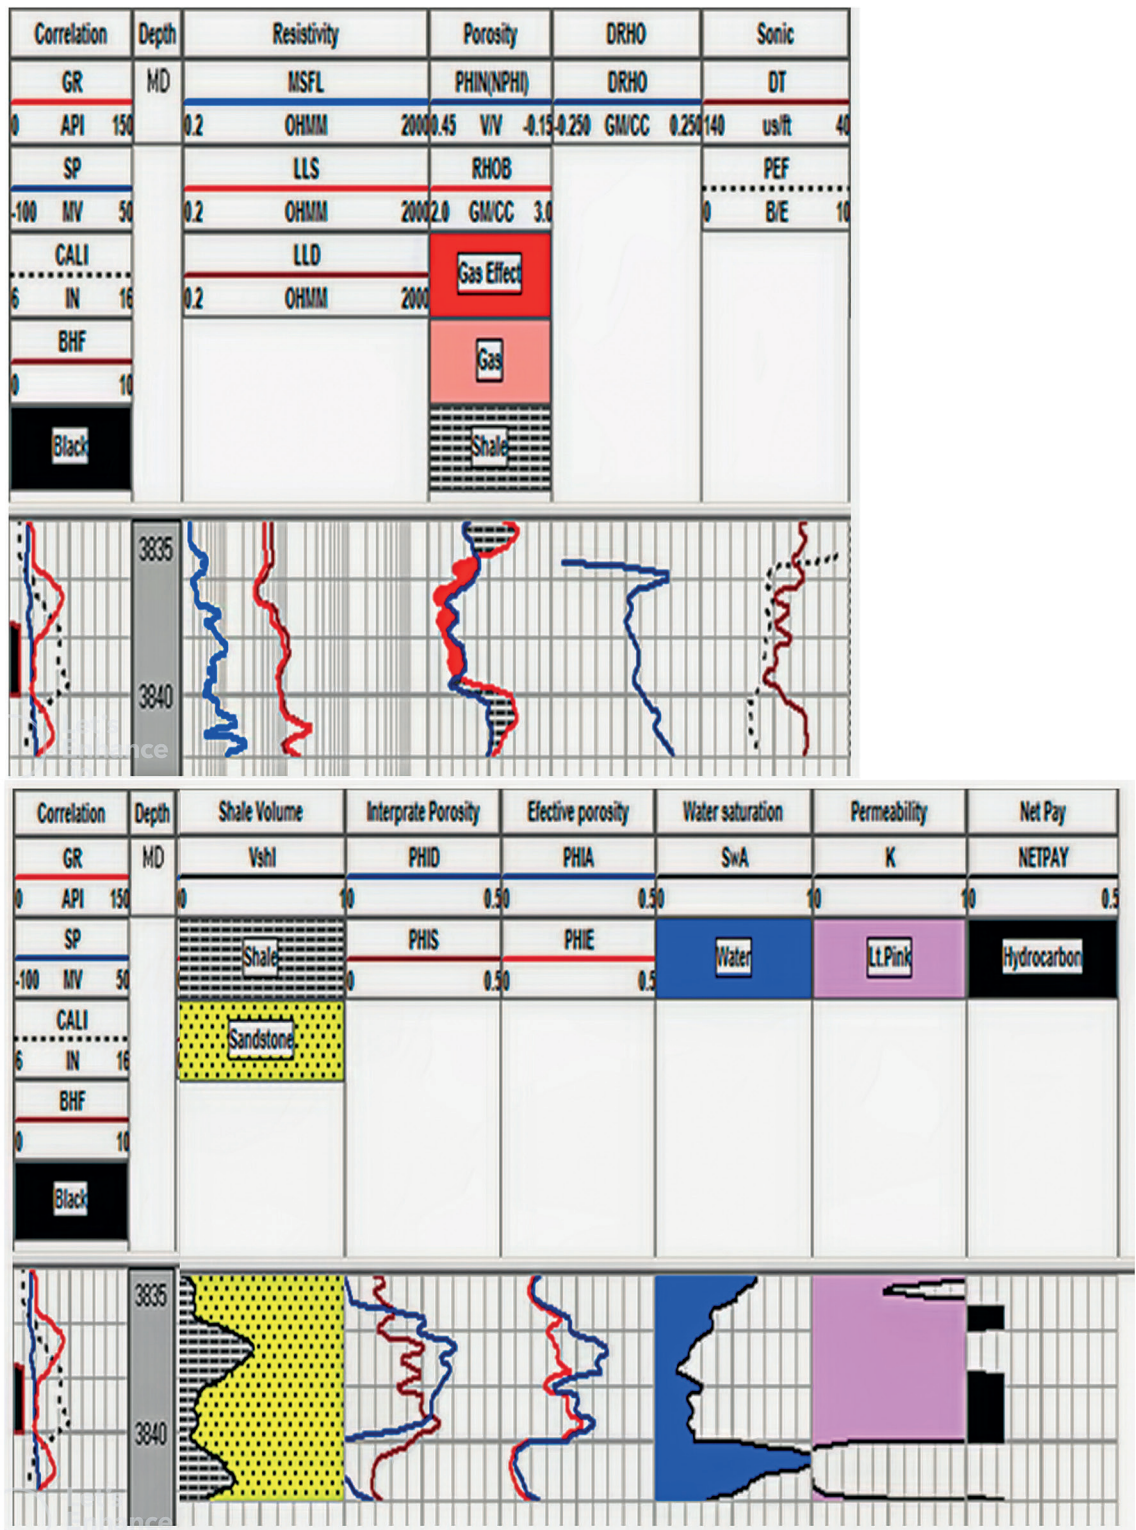 Correlation Depth Resistivity Porosity DRHO Sonic
GR MD MSFL PHIN(NPHI) DRHO DT
0 API 150 0.2 OHMM 2000 0.45 V/V -0.15 -0.250 GM/CC 0.250 140 us/ft 40
SP LLS RHOB PEF
-100 MV 50 0.2 OHMM 2000 2.0 GM/CC 3.0 0 B/E 10
CALI LLD Gas Effect
6 IN 16 0.2 OHMM 2000
BHF Gas
0 10
Black Shale
3835
3840
Let's
Enhance
Correlation Depth Shale Volume Interprate Porosity Efective porosity Water saturation Permeability Net Pay
GR MD Vshl PHID PHIA SwA K NETPAY
0 API 150 0 1 0 0.5 0 0.5 0 1 0 1 0 0.5
SP Shale PHIS PHIE Water Lt.Pink Hydrocarbon
-100 MV 50 0 0.5 0 0.5
CALI Sandstone
6 IN 16
BHF
0 10
Black
3835
3840
Enhance